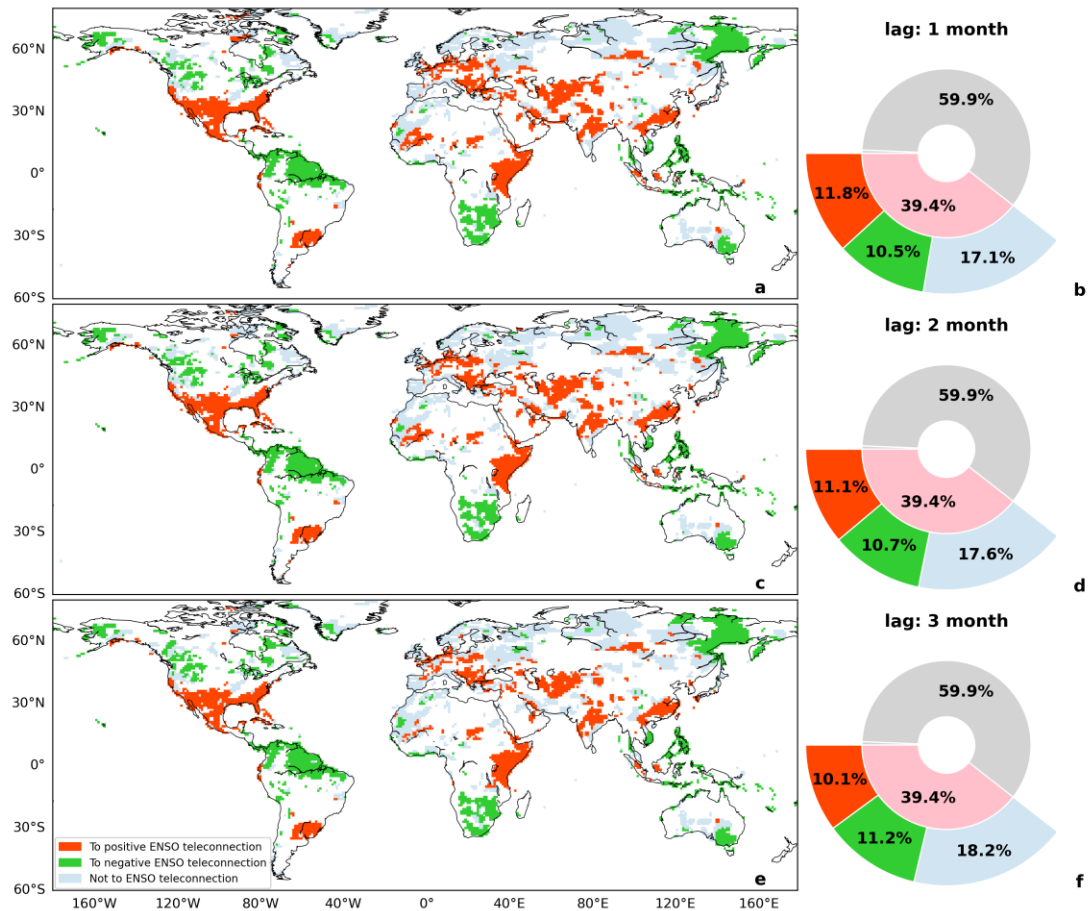 60°N
30°N
0°
30°S
60°S
a
lag: 1 month
59.9%
11.8%
39.4%
10.5%
17.1%
b
60°N
30°N
0°
30°S
60°S
c
lag: 2 month
59.9%
11.1%
39.4%
10.7%
17.6%
d
60°N
30°N
0°
30°S
60°S
To positive ENSO teleconnection
To negative ENSO teleconnection
Not to ENSO teleconnection
e
160°W 120°W 80°W 40°W 0° 40°E 80°E 120°E 160°E
lag: 3 month
59.9%
10.1%
39.4%
11.2%
18.2%
f